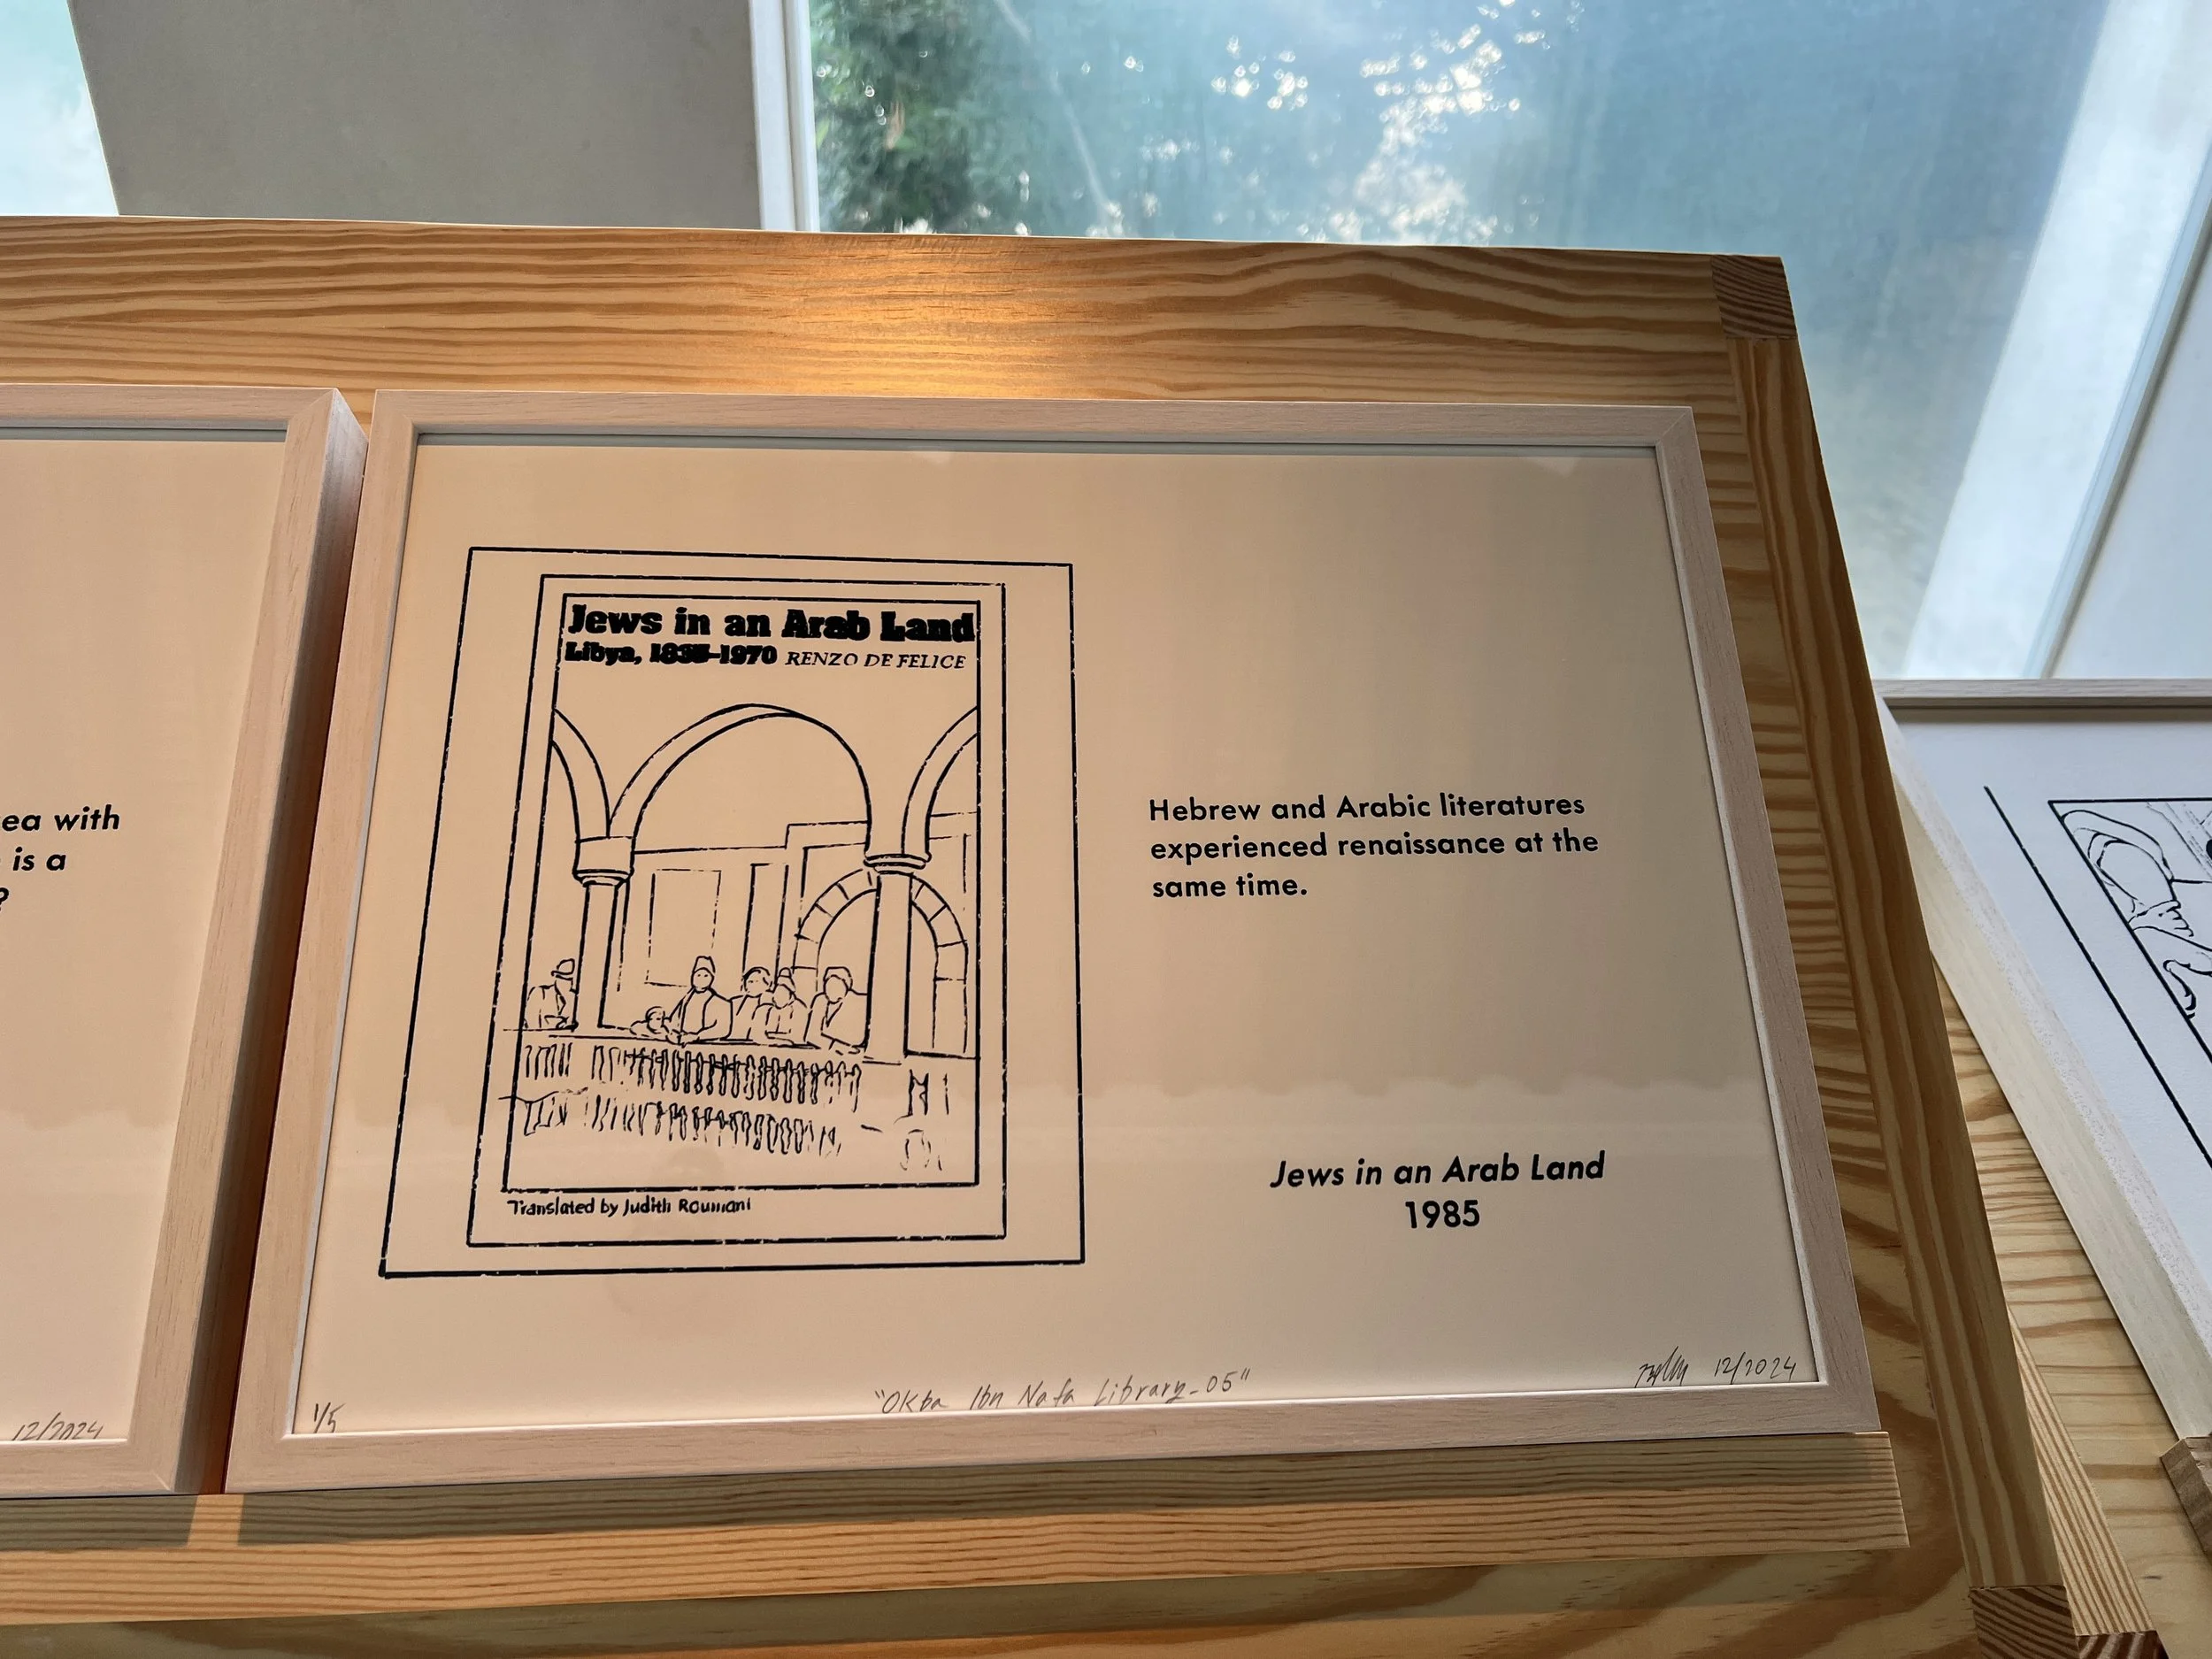 ea with
is a
?
12/2024
Jews in an Arab Land
Libya, 1835–1970 RENZO DE FELICE
Translated by Judith Roumani
Hebrew and Arabic literatures
experienced renaissance at the
same time.
Jews in an Arab Land
1985
1/5
"Okba Ibn Nafa Library_05"
12/2024